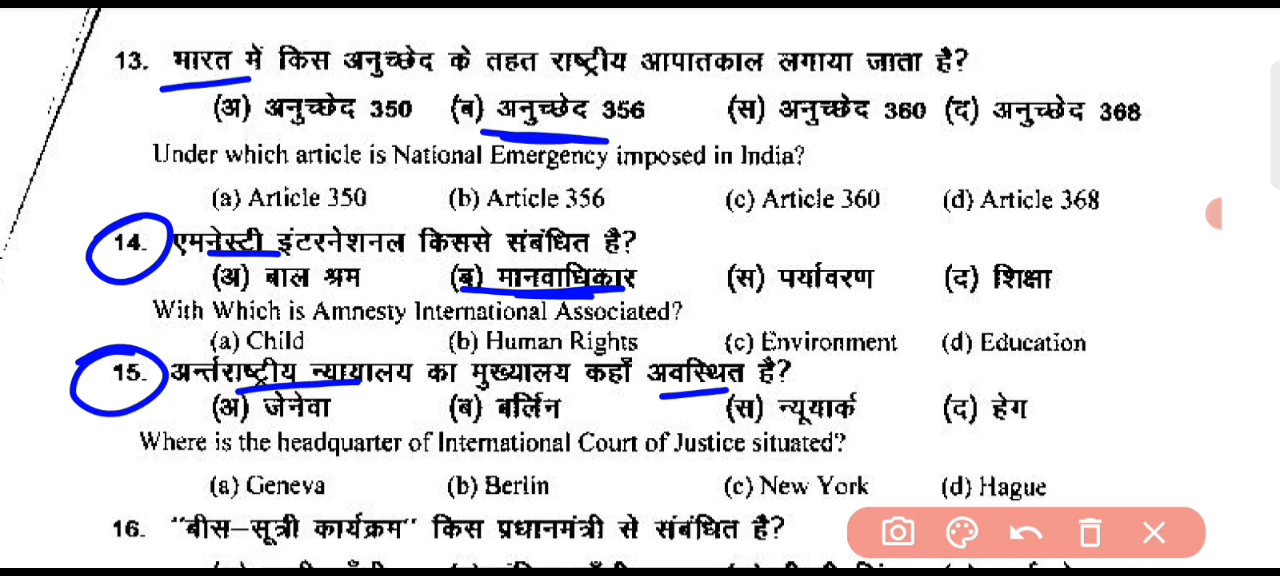 13. भारत में किस अनुच्छेद के तहत राष्ट्रीय आपातकाल लगाया जाता है?
(अ) अनुच्छेद 350 (ब) अनुच्छेद 356 (स) अनुच्छेद 360 (द) अनुच्छेद 368
Under which article is National Emergency imposed in India?
(a) Article 350 (b) Article 356 (c) Article 360 (d) Article 368
14. एमनेस्टी इंटरनेशनल किससे संबंधित है?
(अ) बाल श्रम (ब) मानवाधिकार (स) पर्यावरण (द) शिक्षा
With Which is Amnesty International Associated?
(a) Child (b) Human Rights (c) Environment (d) Education
15. अर्न्तराष्ट्रीय न्यायालय का मुख्यालय कहाँ अवस्थित है?
(अ) जेनेवा (ब) बर्लिन (स) न्यूयार्क (द) हेग
Where is the headquarter of International Court of Justice situated?
(a) Geneva (b) Berlin (c) New York (d) Hague
16. "बीस-सूत्री कार्यक्रम" किस प्रधानमंत्री से संबंधित है?